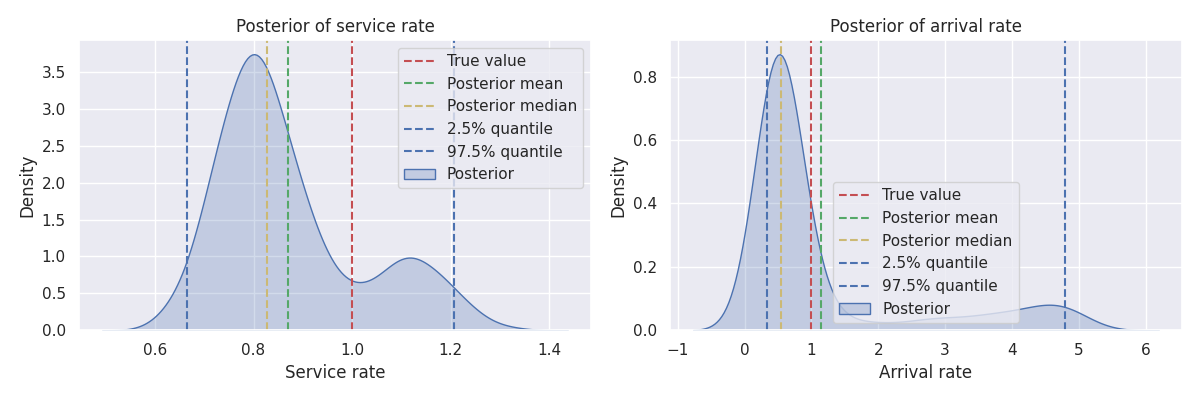 Posterior of service rate
Density
3.5
3.0
2.5
2.0
1.5
1.0
0.5
0.0
0.6
0.8
1.0
1.2
1.4
Service rate
True value
Posterior mean
Posterior median
2.5% quantile
97.5% quantile
Posterior
Posterior of arrival rate
Density
0.8
0.6
0.4
0.2
0.0
−1
0
1
2
3
4
5
6
Arrival rate
True value
Posterior mean
Posterior median
2.5% quantile
97.5% quantile
Posterior